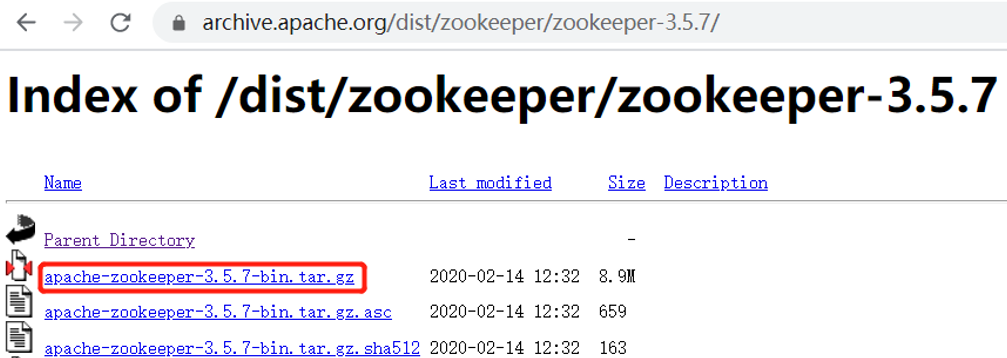 archive.apache.org/dist/zookeeper/zookeeper-3.5.7/
Index of /dist/zookeeper/zookeeper-3.5.7
Name Last modified Size Description
Parent Directory -
apache-zookeeper-3.5.7-bin.tar.gz 2020-02-14 12:32 8.9M
apache-zookeeper-3.5.7-bin.tar.gz.asc 2020-02-14 12:32 659
apache-zookeeper-3.5.7-bin.tar.gz.sha512 2020-02-14 12:32 163